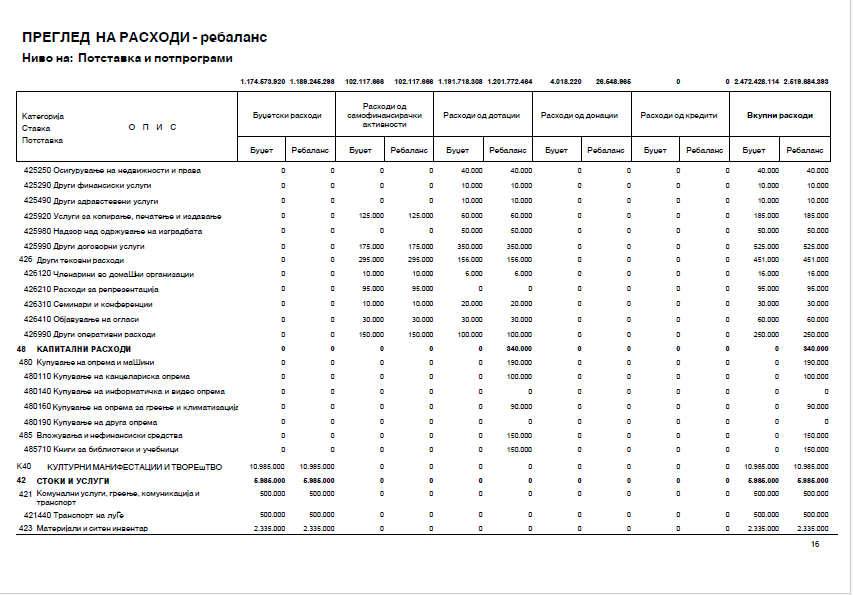 ПРЕГЛЕД НА РАСХОДИ - ребаланс
Ниво на: Потставка и потпрограми
1.174.573.920 1.189.245.298 102.117.666 102.117.666 1.191.718.308 1.201.772.464 4.018.220 26.548.965 0 0 2.472.428.114 2.519.684.393
Категорија
Ставка
Потставка
О П И С
Буџетски расходи
Расходи од самофинансирачки активности
Расходи од дотации
Расходи од донации
Расходи од кредити
Вкупни расходи
Буџет Ребаланс Буџет Ребаланс Буџет Ребаланс Буџет Ребаланс Буџет Ребаланс Буџет Ребаланс
425250 Осигурување на недвижности и права 0 0 0 0 40.000 40.000 0 0 0 0 40.000 40.000
425290 Други финансиски услуги 0 0 0 0 10.000 10.000 0 0 0 0 10.000 10.000
425490 Други здравствени услуги 0 0 0 0 10.000 10.000 0 0 0 0 10.000 10.000
425920 Услуги за копирање, печатење и издавање 0 0 125.000 125.000 60.000 60.000 0 0 0 0 185.000 185.000
425980 Надзор над одржување на изградбата 0 0 0 0 50.000 50.000 0 0 0 0 50.000 50.000
425990 Други договорни услуги 0 0 175.000 175.000 350.000 350.000 0 0 0 0 525.000 525.000
426 Други тековни расходи 0 0 295.000 295.000 156.000 156.000 0 0 0 0 451.000 451.000
426120 Членарини во домаШни организации 0 0 10.000 10.000 6.000 6.000 0 0 0 0 16.000 16.000
426210 Расходи за репрезентација 0 0 95.000 95.000 0 0 0 0 0 0 95.000 95.000
426310 Семинари и конференции 0 0 10.000 10.000 20.000 20.000 0 0 0 0 30.000 30.000
426410 Објавување на огласи 0 0 30.000 30.000 30.000 30.000 0 0 0 0 60.000 60.000
426990 Други оперативни расходи 0 0 150.000 150.000 100.000 100.000 0 0 0 0 250.000 250.000
48 КАПИТАЛНИ РАСХОДИ 0 0 0 0 0 340.000 0 0 0 0 0 340.000
480 Купување на опрема и маШини 0 0 0 0 0 190.000 0 0 0 0 0 190.000
480110 Купување на канцелариска опрема 0 0 0 0 0 100.000 0 0 0 0 0 100.000
480140 Купување на информатичка и видео опрема 0 0 0 0 0 0 0 0 0 0 0 0
480160 Купување на опрема за греење и климатизација 0 0 0 0 0 90.000 0 0 0 0 0 90.000
480190 Купување на друга опрема 0 0 0 0 0 0 0 0 0 0 0 0
485 Вложувања и нефинансиски средства 0 0 0 0 0 150.000 0 0 0 0 0 150.000
485710 Книги за библиотеки и учебници 0 0 0 0 0 150.000 0 0 0 0 0 150.000
К40 КУЛТУРНИ МАНИФЕСТАЦИИ И ТВОРЕшТВО 10.985.000 10.985.000 0 0 0 0 0 0 0 0 10.985.000 10.985.000
42 СТОКИ И УСЛУГИ 5.985.000 5.985.000 0 0 0 0 0 0 0 0 5.985.000 5.985.000
421 Комунални услуги, греење, комуникација и транспорт 500.000 500.000 0 0 0 0 0 0 0 0 500.000 500.000
421440 Транспорт на луЃе 500.000 500.000 0 0 0 0 0 0 0 0 500.000 500.000
423 Материјали и ситен инвентар 2.335.000 2.335.000 0 0 0 0 0 0 0 0 2.335.000 2.335.000
16